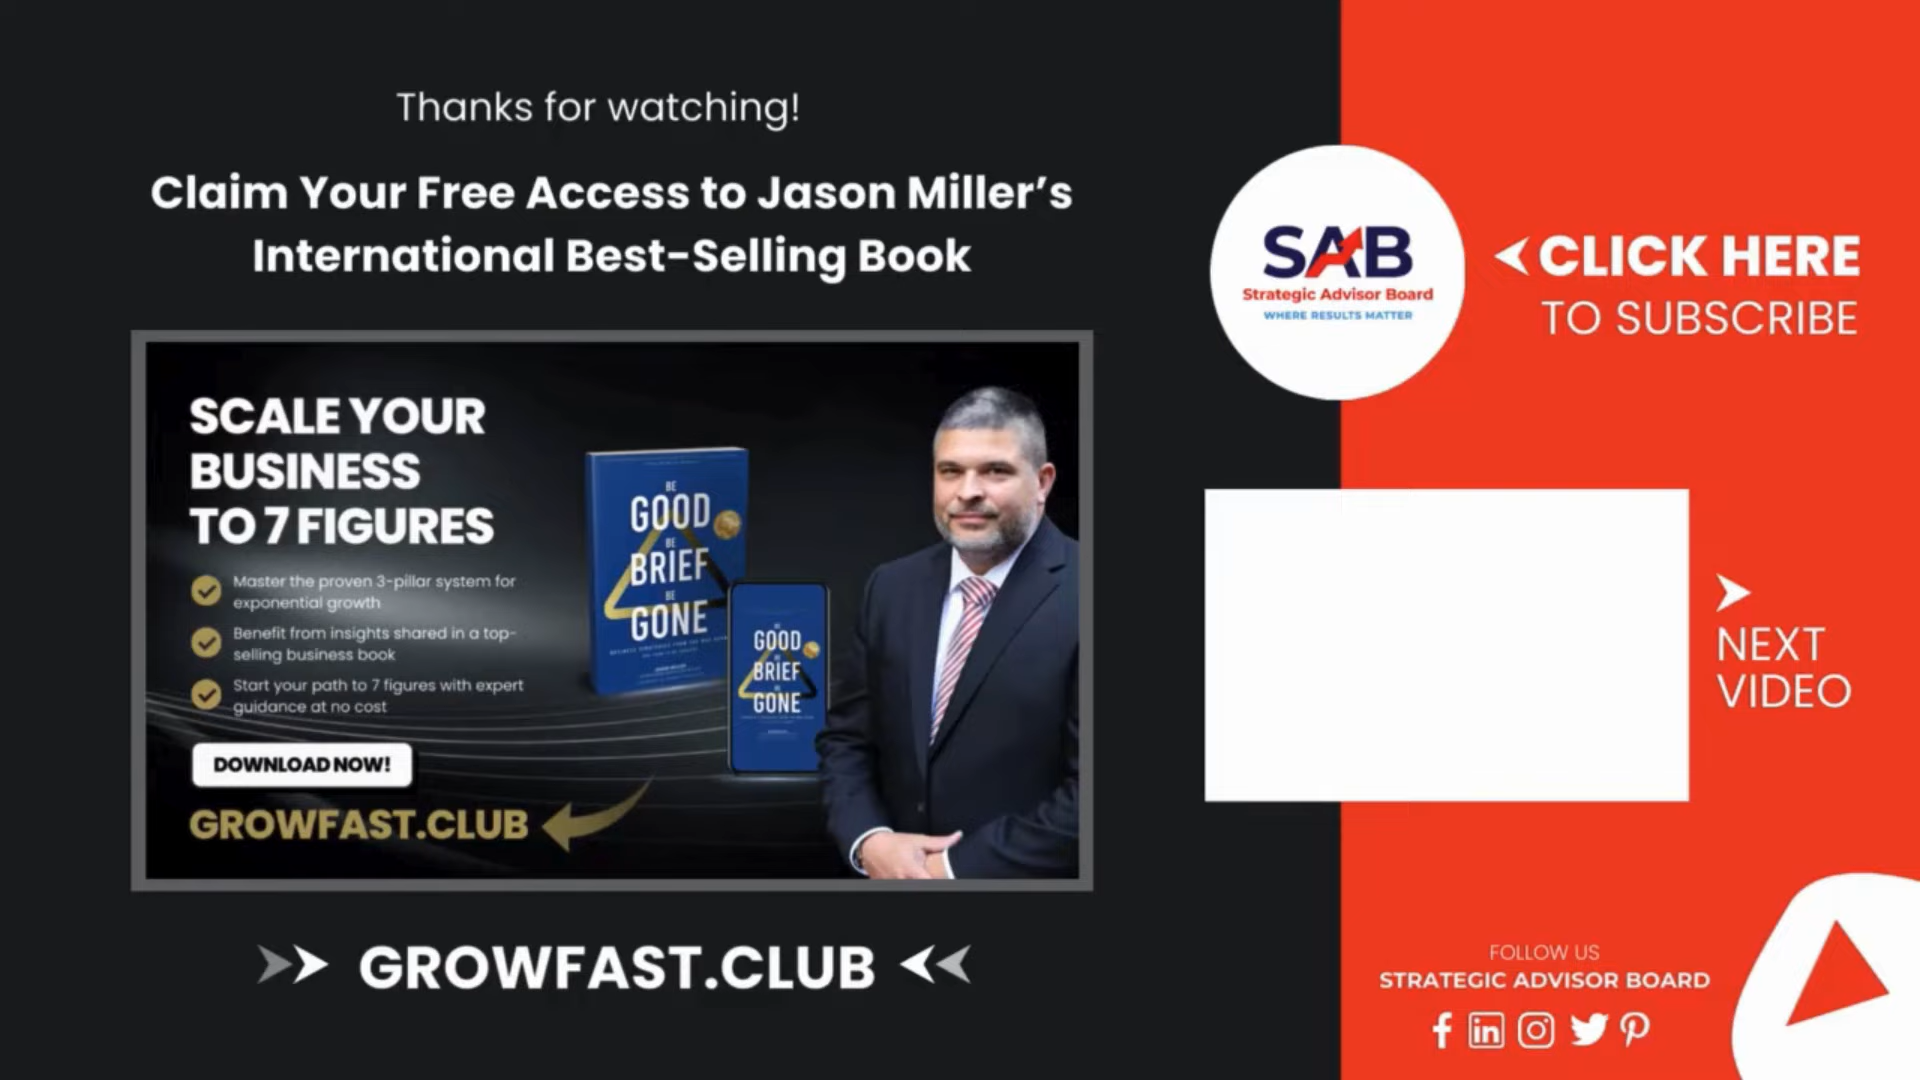 Thanks for watching!
Claim Your Free Access to Jason Miller’s
International Best-Selling Book
SCALE YOUR
BUSINESS
TO 7 FIGURES
Master the proven 3-pillar system for
exponential growth
Benefit from insights shared in a top-
selling business book
Start your path to 7 figures with expert
guidance at no cost
DOWNLOAD NOW!
GROWFAST.CLUB
BE
GOOD
BE
BRIEF
BE
GONE
GOOD
BRIEF
GONE
GROWFAST.CLUB
SAB
Strategic Advisor Board
WHERE RESULTS MATTER
CLICK HERE
TO SUBSCRIBE
NEXT
VIDEO
FOLLOW US
STRATEGIC ADVISOR BOARD